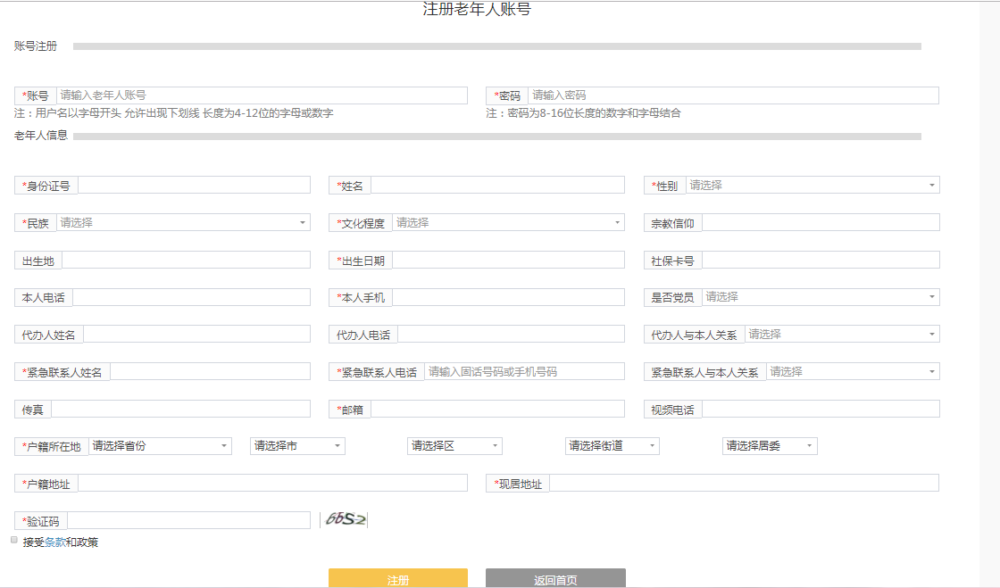 注册老年人账号
账号注册
*账号 请输入老年人账号 *密码 请输入密码
注：用户名以字母开头 允许出现下划线 长度为4-12位的字母或数字 注：密码为8-16位长度的数字和字母结合
老年人信息
*身份证号 *姓名 *性别 请选择
*民族 请选择 *文化程度 请选择 宗教信仰
出生地 *出生日期 社保卡号
本人电话 *本人手机 是否党员 请选择
代办人姓名 代办人电话 代办人与本人关系 请选择
*紧急联系人姓名 *紧急联系人电话 请输入固话号码或手机号码 紧急联系人与本人关系 请选择
传真 *邮箱 视频电话
*户籍所在地 请选择省份 请选择市 请选择区 请选择街道 请选择居委
*户籍地址 *现居地址
*验证码 6bS2
接受条款和政策
注册 返回首页